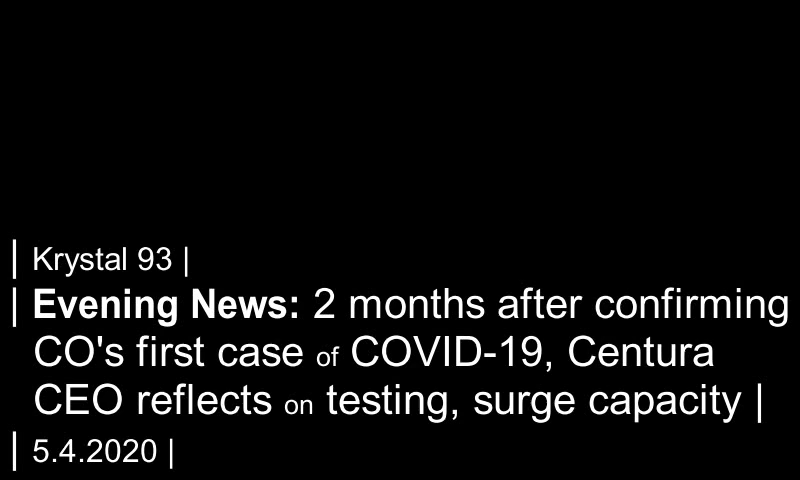 | Krystal 93 |
| Evening News: 2 months after confirming
CO's first case of COVID-19, Centura
CEO reflects on testing, surge capacity |
| 5.4.2020 |